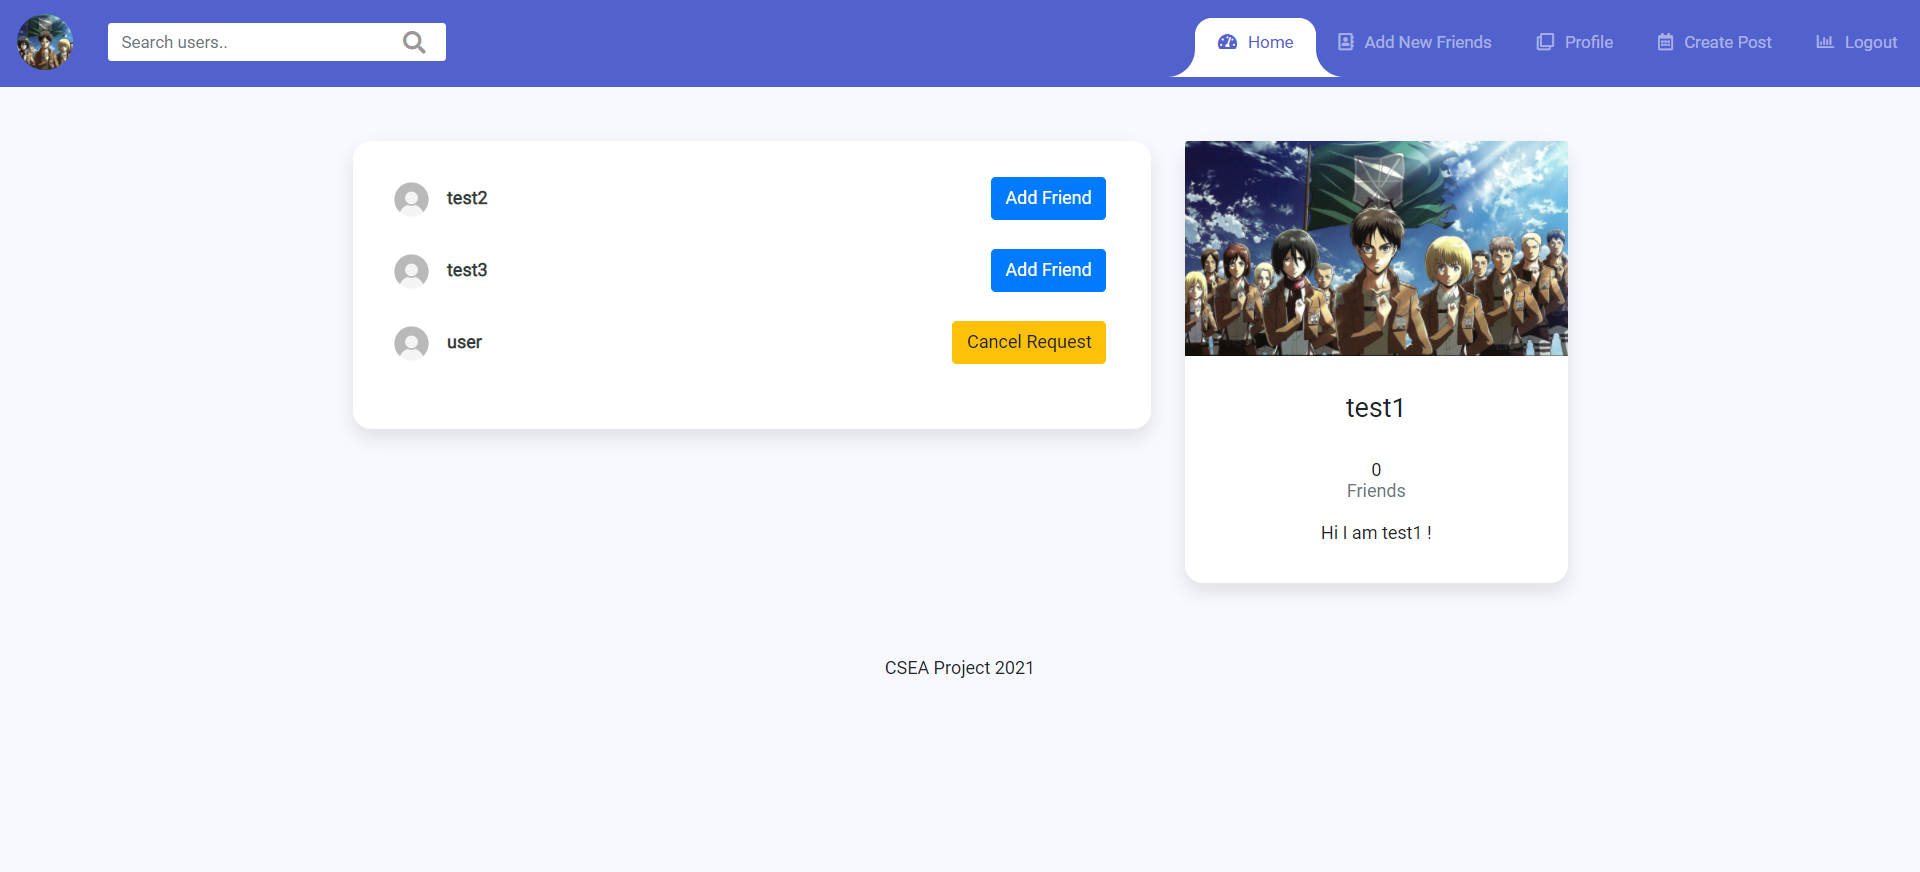 Search users..
Home
Add New Friends
Profile
Create Post
Logout
test2
Add Friend
test3
Add Friend
user
Cancel Request
test1
0
Friends
Hi I am test1 !
CSEA Project 2021